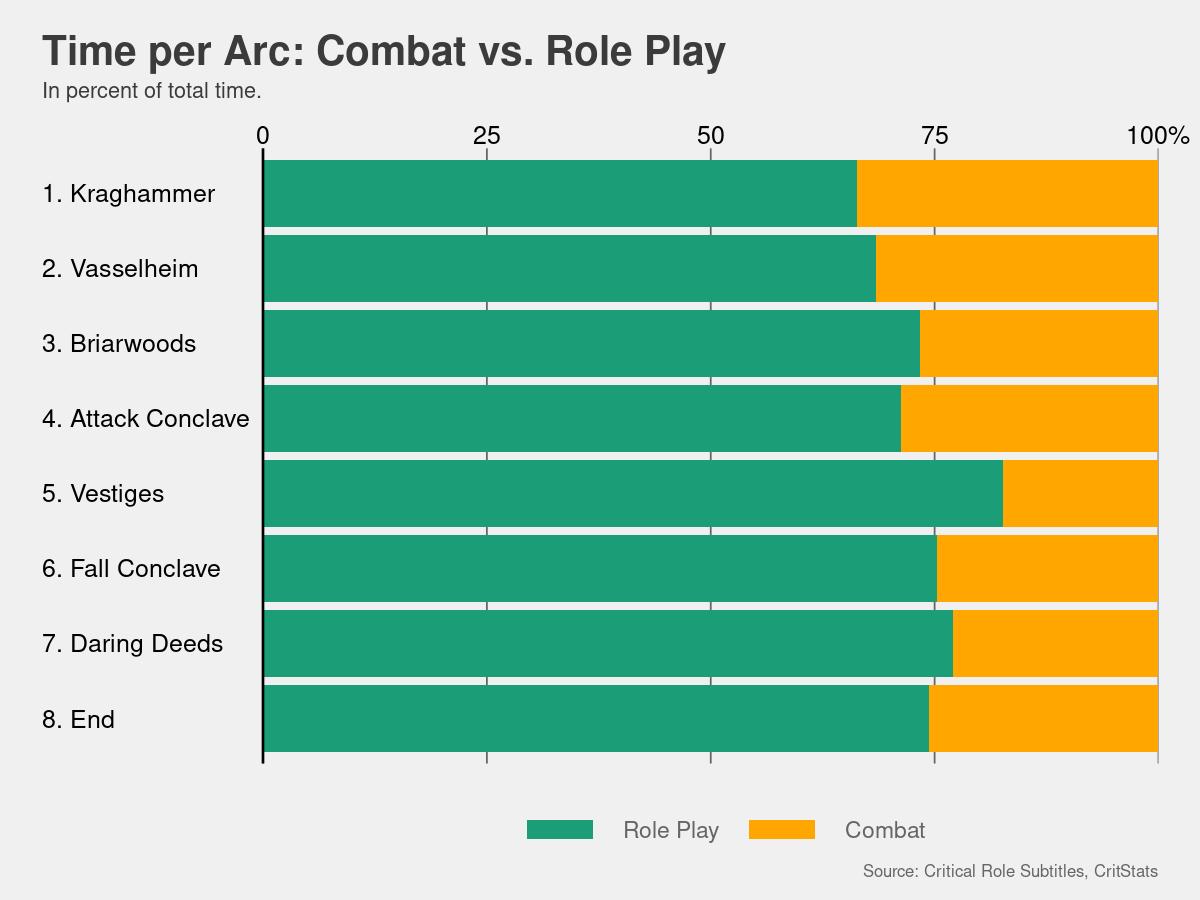 Time per Arc: Combat vs. Role Play
In percent of total time.
0 25 50 75 100%
1. Kraghammer
2. Vasselheim
3. Briarwoods
4. Attack Conclave
5. Vestiges
6. Fall Conclave
7. Daring Deeds
8. End
Role Play Combat
Source: Critical Role Subtitles, CritStats